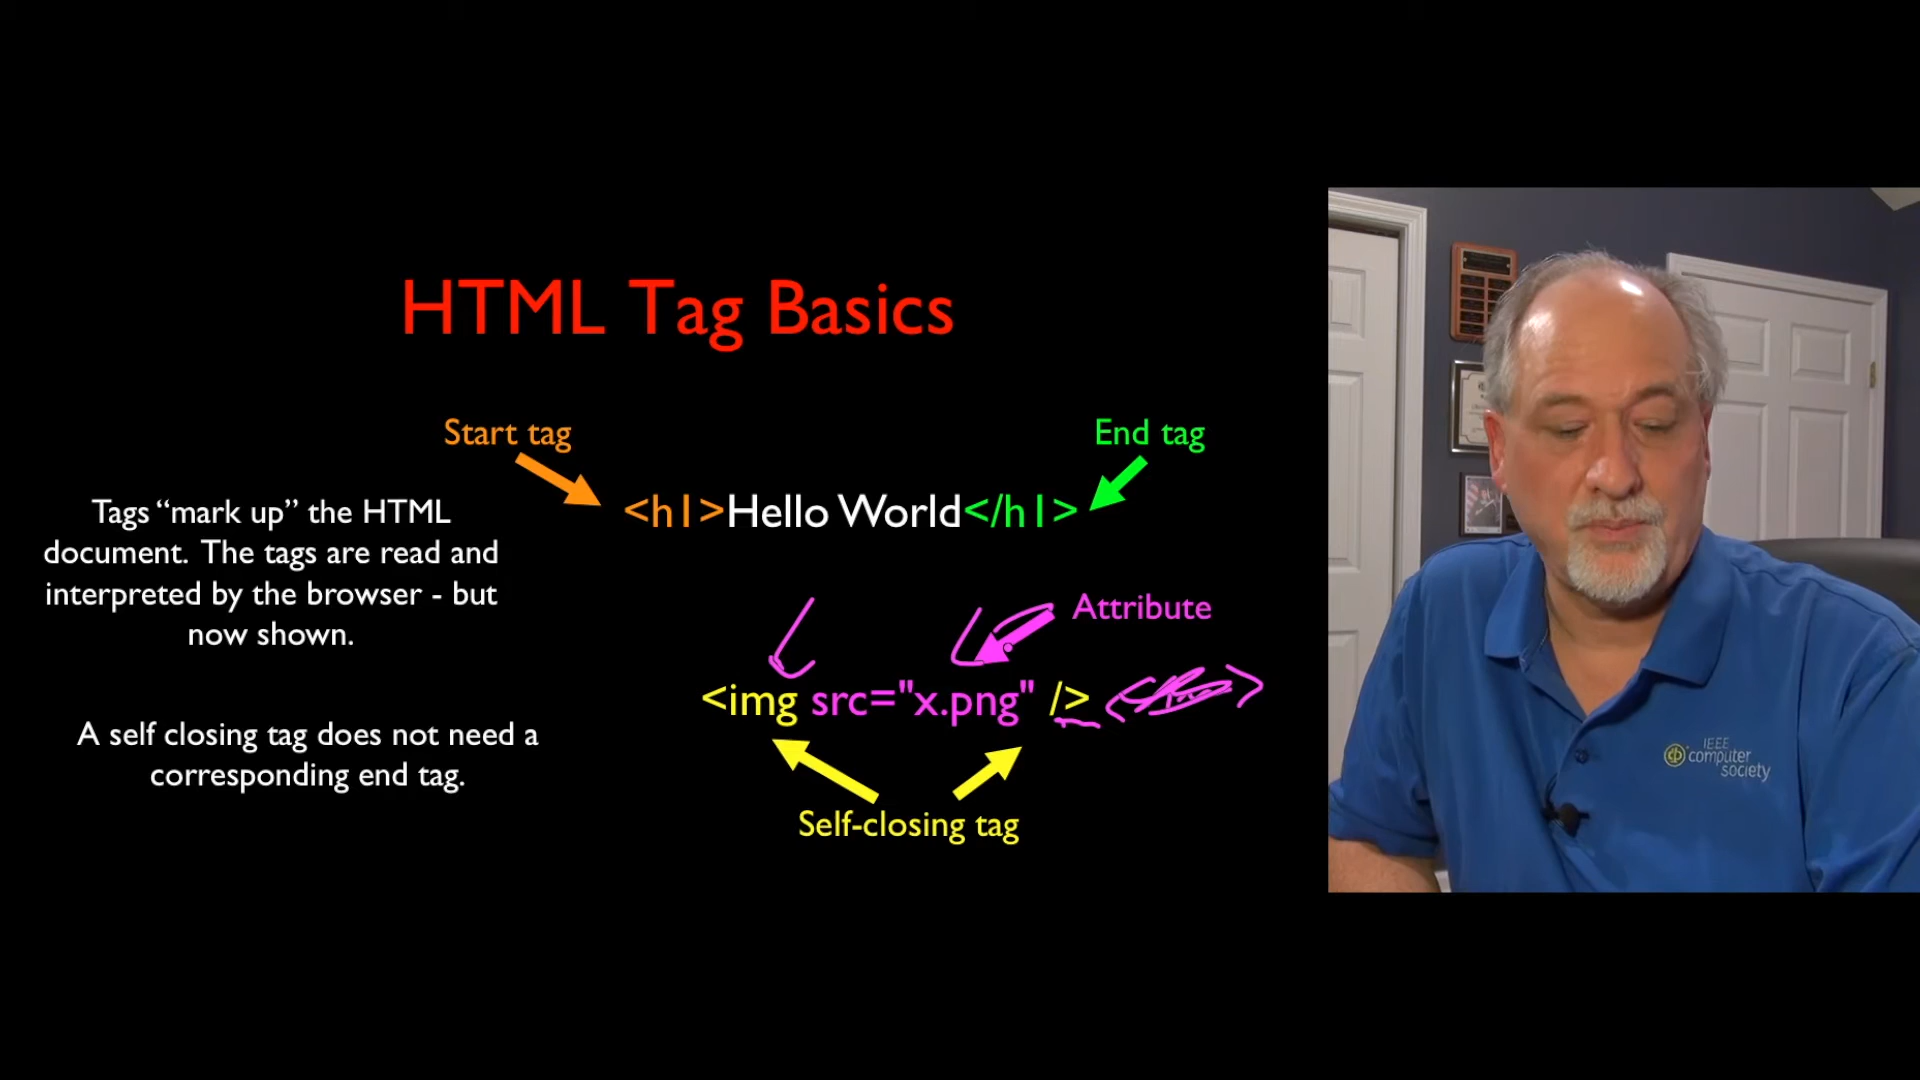 HTML Tag Basics
Start tag
End tag
<h1>Hello World</h1>
Tags “mark up” the HTML
document. The tags are read and
interpreted by the browser - but
now shown.
Attribute
<img src="x.png" />
A self closing tag does not need a
corresponding end tag.
Self-closing tag
IEEE
computer
society